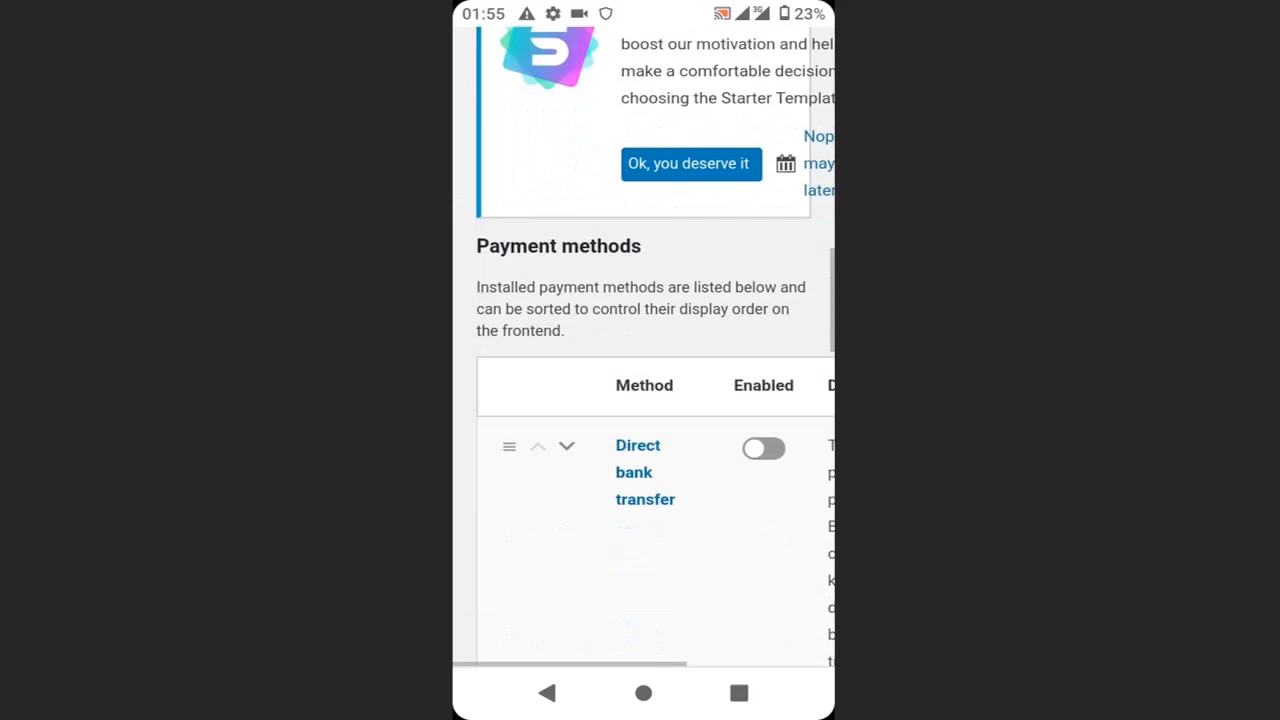 01:55
3G
23%
boost our motivation and hel
make a comfortable decision
choosing the Starter Templat
Nop
may
later
Ok, you deserve it
Payment methods
Installed payment methods are listed below and
can be sorted to control their display order on
the frontend.
Method Enabled D
Direct T
bank p
transfer p
E
c
k
d
b
t